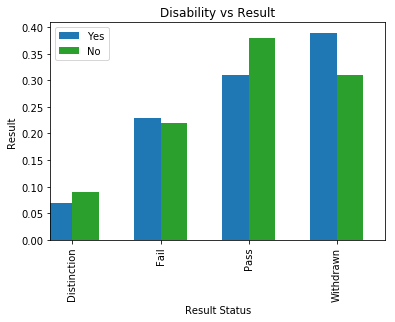 Disability vs Result
Yes
No
Result
0.40
0.35
0.30
0.25
0.20
0.15
0.10
0.05
0.00
Distinction
Fail
Pass
Withdrawn
Result Status